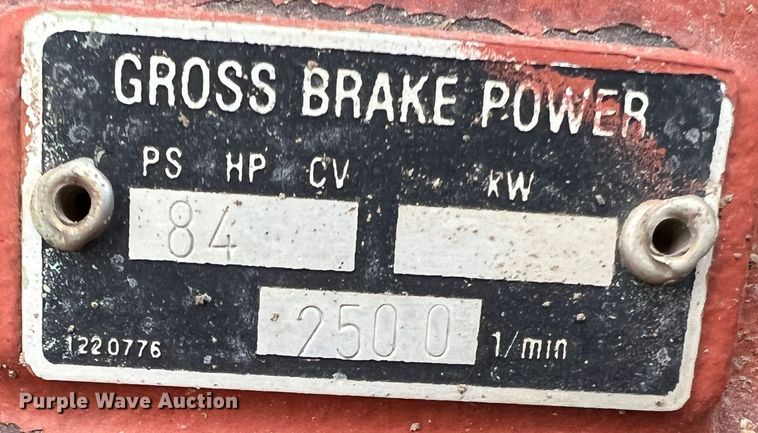 GROSS BRAKE POWER
PS HP CV kW
84
2500 1/min
1220776
Purple Wave Auction